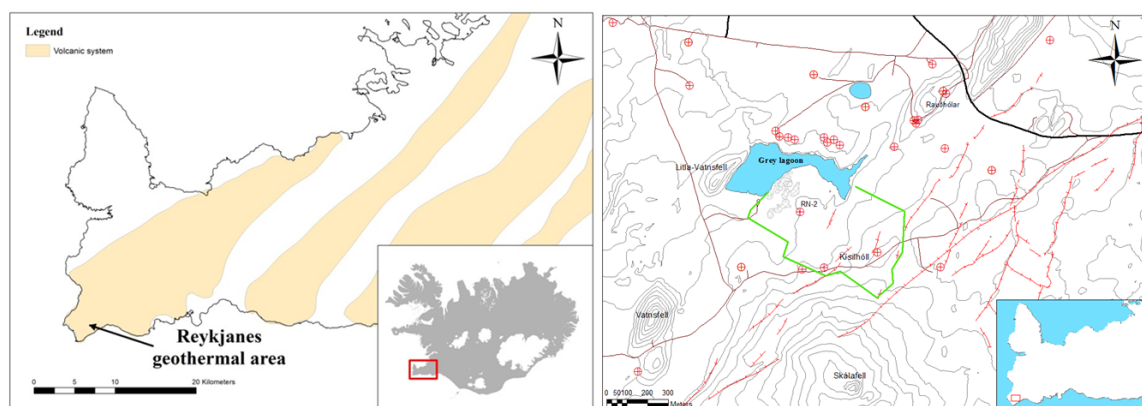 Legend
Volcanic system
N
Reykjanes
geothermal area
0 5 10 20
Kilometers
N
Rauðhólar
Grey lagoon
Litla-Vatnsfell
RN-2
Kisilhóll
Vatnsfell
Skálafell
0 50 100 200 300
Meters